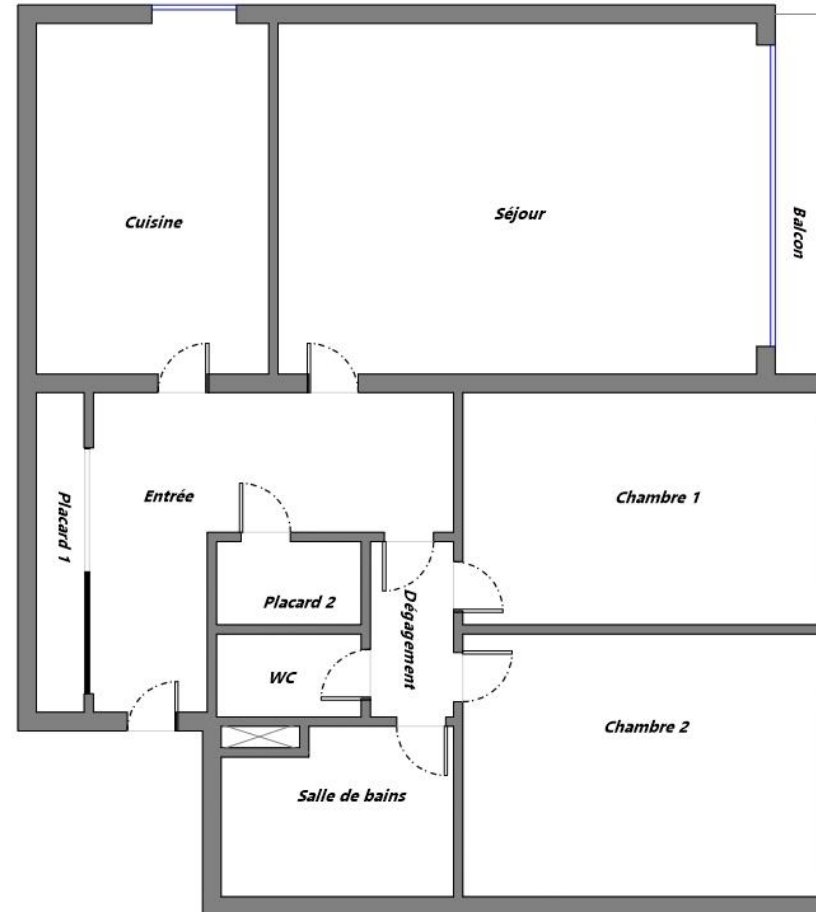 Cuisine
Séjour
Balcon
Placard 1
Entrée
Chambre 1
Placard 2
Dégagement
WC
Chambre 2
Salle de bains